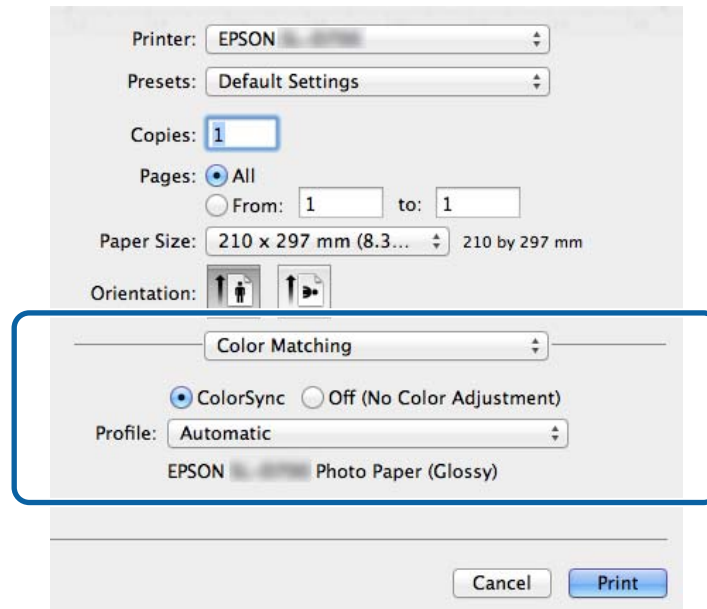 Printer: EPSON
Presets: Default Settings
Copies: 1
Pages: All
From: 1 to: 1
Paper Size: 210 x 297 mm (8.3... 210 by 297 mm
Orientation:
Color Matching
ColorSync Off (No Color Adjustment)
Profile: Automatic
EPSON Photo Paper (Glossy)
Cancel Print